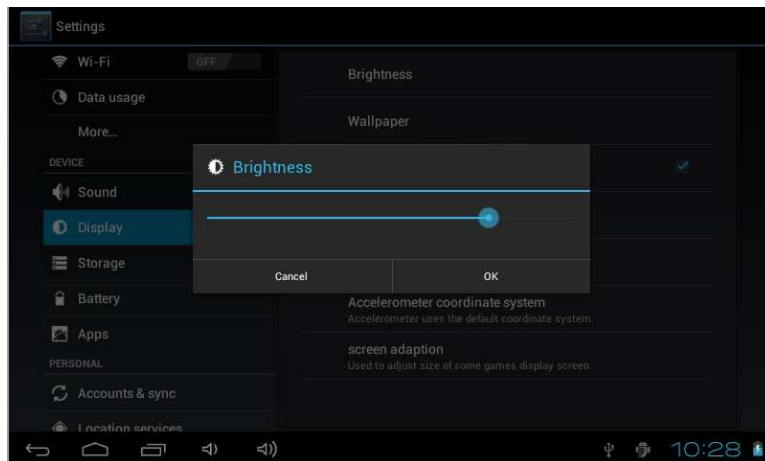 Settings
Wi-Fi OFF
Data usage
More...
DEVICE
Sound
Display
Storage
Battery
Apps
PERSONAL
Accounts & sync
Location services
Brightness
Wallpaper
Brightness
Cancel OK
Accelerometer coordinate system
Accelerometer uses the default coordinate system.
screen adaption
Used to adjust size of some games display screen.
10:28